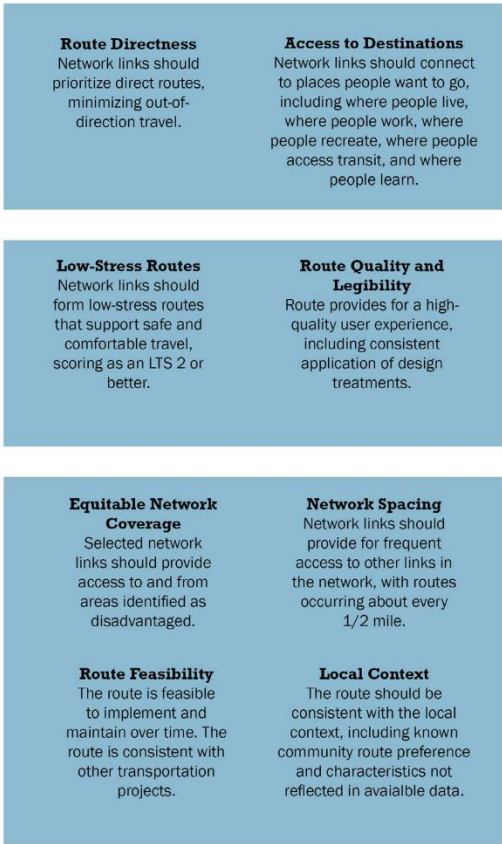 Route Directness
Network links should
prioritize direct routes,
minimizing out-of-
direction travel.
Access to Destinations
Network links should connect
to places people want to go,
including where people live,
where people work, where
people recreate, where people
access transit, and where
people learn.
Low-Stress Routes
Network links should
form low-stress routes
that support safe and
comfortable travel,
scoring as an LTS 2 or
better.
Route Quality and
Legibility
Route provides for a high-
quality user experience,
including consistent
application of design
treatments.
Equitable Network
Coverage
Selected network
links should provide
access to and from
areas identified as
disadvantaged.
Network Spacing
Network links should
provide for frequent
access to other links in
the network, with routes
occurring about every
1/2 mile.
Route Feasibility
The route is feasible
to implement and
maintain over time. The
route is consistent with
other transportation
projects.
Local Context
The route should be
consistent with the local
context, including known
community route preference
and characteristics not
reflected in avaialble data.